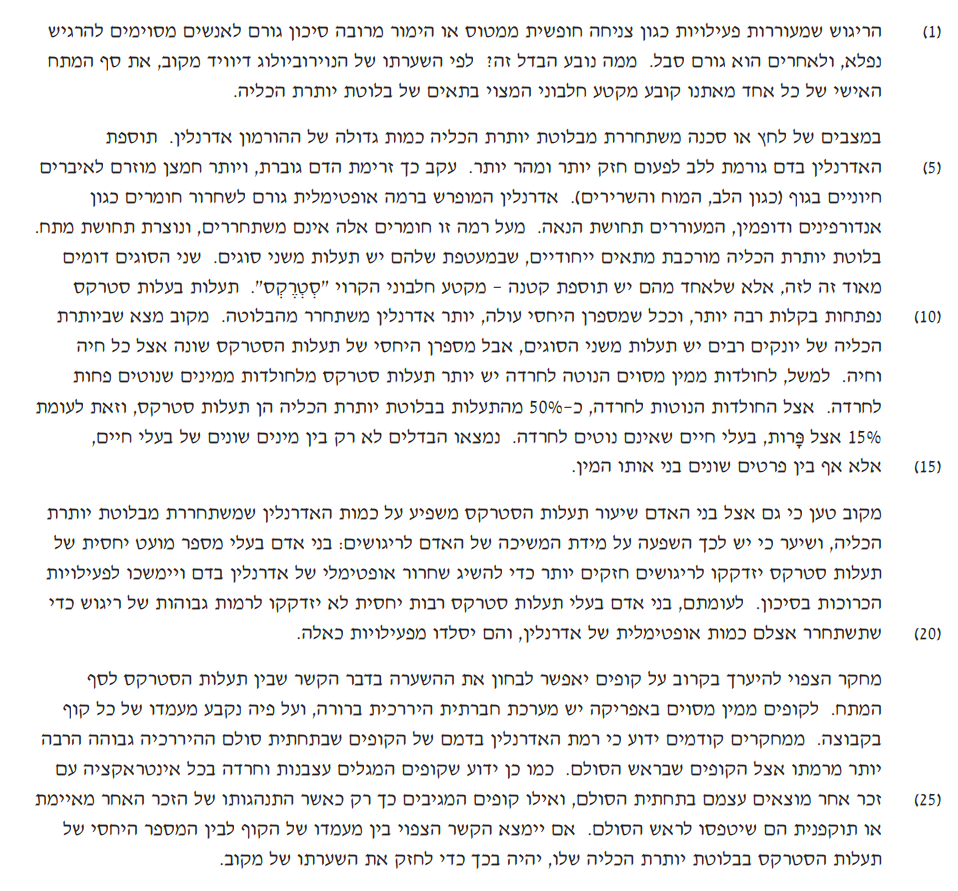 (1) הריגוש שמעוררות פעילויות כגון צניחה חופשית ממטוס או הימור מרובה סיכון גורם לאנשים מסוימים להרגיש
נפלא, ולאחרים הוא גורם סבל. ממה נובע הבדל זה? לפי השערתו של הנוירוביולוג דיוויד מקוב, את סף המתח
האישי של כל אחד מאתנו קובע מקטע חלבוני המצוי בתאים של בלוטת יותרת הכליה.
במצבים של לחץ או סכנה משתחררת מבלוטת יותרת הכליה כמות גדולה של ההורמון אדרנלין. תוספת
(5) האדרנלין בדם גורמת ללב לפעום חזק יותר ומהר יותר. עקב כך זרימת הדם גוברת, ויותר חמצן מוזרם לאיברים
חיוניים בגוף (כגון הלב, המוח והשרירים). אדרנלין המופרש ברמה אופטימלית גורם לשחרור חומרים כגון
אנדורפינים ודופמין, המעוררים תחושת הנאה. מעל רמה זו חומרים אלה אינם משתחררים, ונוצרת תחושת מתח.
בלוטת יותרת הכליה מורכבת מתאים ייחודיים, שבמעטפת שלהם יש תעלות משני סוגים. שני הסוגים דומים
מאוד זה לזה, אלא שלאחד מהם יש תוספת קטנה – מקטע חלבוני הקרוי "סְטְרֶקְס". תעלות בעלות סטרקס
(10) נפתחות בקלות רבה יותר, וככל שמספרן היחסי עולה, יותר אדרנלין משתחרר מהבלוטה. מקוב מצא שביותרת
הכליה של יונקים רבים יש תעלות משני הסוגים, אבל מספרן היחסי של תעלות הסטרקס שונה אצל כל חיה
וחיה. למשל, לחולדות ממין מסוים הנוטה לחרדה יש יותר תעלות סטרקס מלחולדות ממינים שנוטים פחות
לחרדה. אצל החולדות הנוטות לחרדה, כ-50% מהתעלות בבלוטת יותרת הכליה הן תעלות סטרקס, וזאת לעומת
15% אצל פָּרות, בעלי חיים שאינם נוטים לחרדה. נמצאו הבדלים לא רק בין מינים שונים של בעלי חיים,
(15) אלא אף בין פרטים שונים בני אותו המין.
מקוב טען כי גם אצל בני האדם שיעור תעלות הסטרקס משפיע על כמות האדרנלין שמשתחררת מבלוטת יותרת
הכליה, ושיער כי יש לכך השפעה על מידת המשיכה של האדם לריגושים: בני אדם בעלי מספר מועט יחסית של
תעלות סטרקס יזדקקו לריגושים חזקים יותר כדי להשיג שחרור אופטימלי של אדרנלין בדם ויימשכו לפעילויות
הכרוכות בסיכון. לעומתם, בני אדם בעלי תעלות סטרקס רבות יחסית לא יזדקקו לרמות גבוהות של ריגוש כדי
(20) שתשתחרר אצלם כמות אופטימלית של אדרנלין, והם יסלדו מפעילויות כאלה.
מחקר הצפוי להיערך בקרוב על קופים יאפשר לבחון את ההשערה בדבר הקשר שבין תעלות הסטרקס לסף
המתח. לקופים ממין מסוים באפריקה יש מערכת חברתית היררכית ברורה, ועל פיה נקבע מעמדו של כל קוף
בקבוצה. ממחקרים קודמים ידוע כי רמת האדרנלין בדמם של הקופים שבתחתית סולם ההיררכיה גבוהה הרבה
יותר מרמתו אצל הקופים שבראש הסולם. כמו כן ידוע שקופים המגלים עצבנות וחרדה בכל אינטראקציה עם
(25) זכר אחר מוצאים עצמם בתחתית הסולם, ואילו קופים המגיבים כך רק כאשר התנהגותו של הזכר האחר מאיימת
או תוקפנית הם שיטפסו לראש הסולם. אם יימצא הקשר הצפוי בין מעמדו של הקוף לבין המספר היחסי של
תעלות הסטרקס בבלוטת יותרת הכליה שלו, יהיה בכך כדי לחזק את השערתו של מקוב.